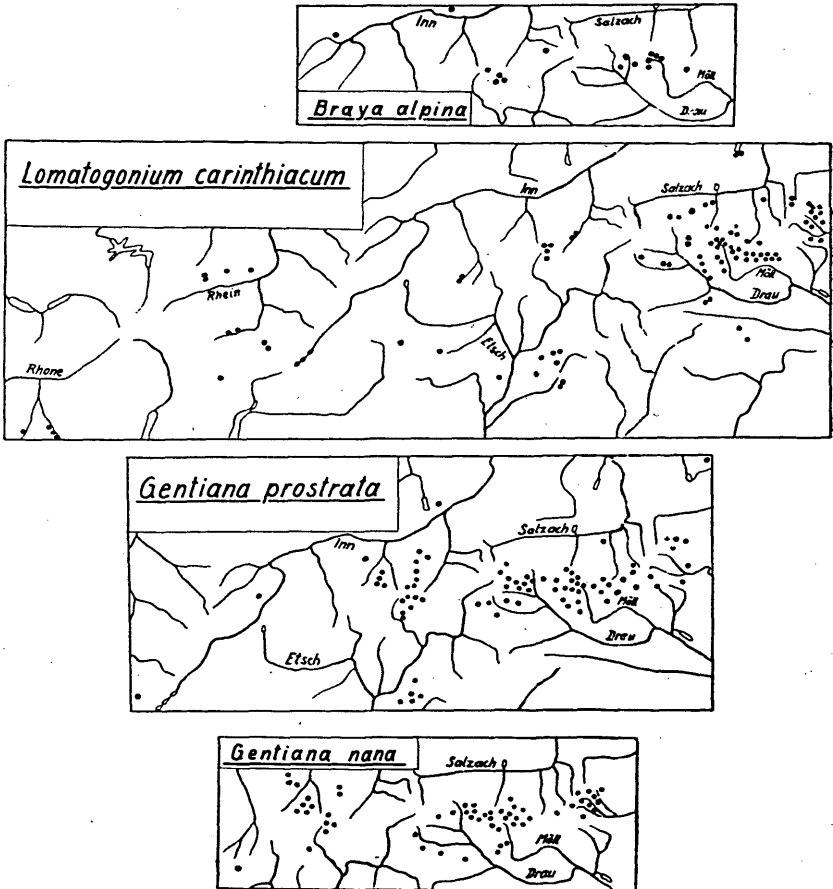 Inn
Salzach
Möll
Drau
Braya alpina
Lomatogonium carinthiacum
Inn
Salzach
Rhein
Möll
Drau
Etsch
Rhone
Gentiana prostrata
Inn
Salzach
Möll
Drau
Etsch
Gentiana nana
Salzach
Möll
Drau